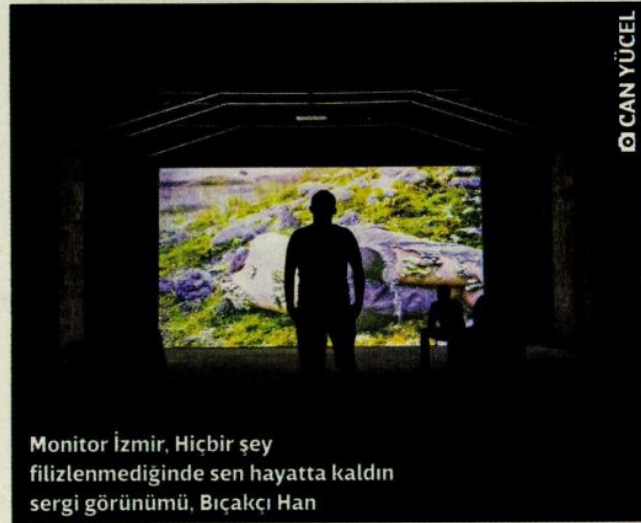 CAN YÜCEL
Monitor İzmir, Hiçbir şey
filizlenmediğinde sen hayatta kaldın
sergi görünümü, Bıçakçı Han